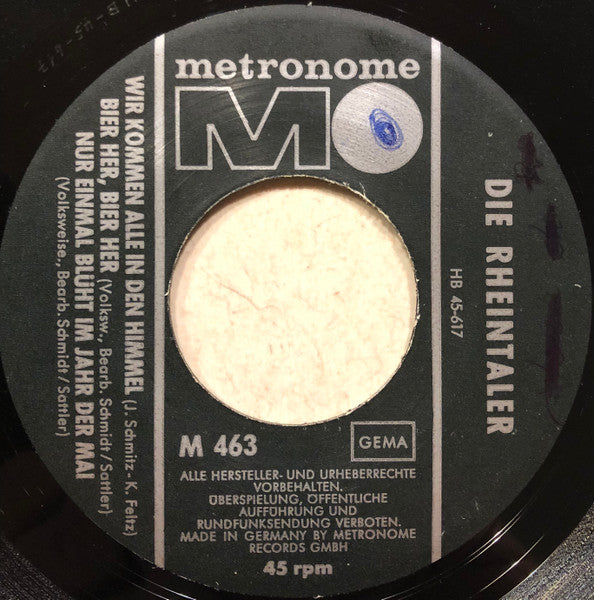 metronome
M
DIE RHEINTALER
HB 45-617
WIR KOMMEN ALLE IN DEN HIMMEL (J. Schmitz - K. Feltz)
BIER HER, BIER HER (Volksw., Bearb. Schmidt/Sattler)
NUR EINMAL BLÜHT IM JAHR DER MAI
(Volksweise., Bearb. Schmidt/Sattler)
M 463
GEMA
ALLE HERSTELLER- UND URHEBERRECHTE
VORBEHALTEN.
ÜBERSPIELUNG, ÖFFENTLICHE
AUFFÜHRUNG UND
RUNDFUNKSENDUNG VERBOTEN.
MADE IN GERMANY BY METRONOME
RECORDS GMBH
45 rpm